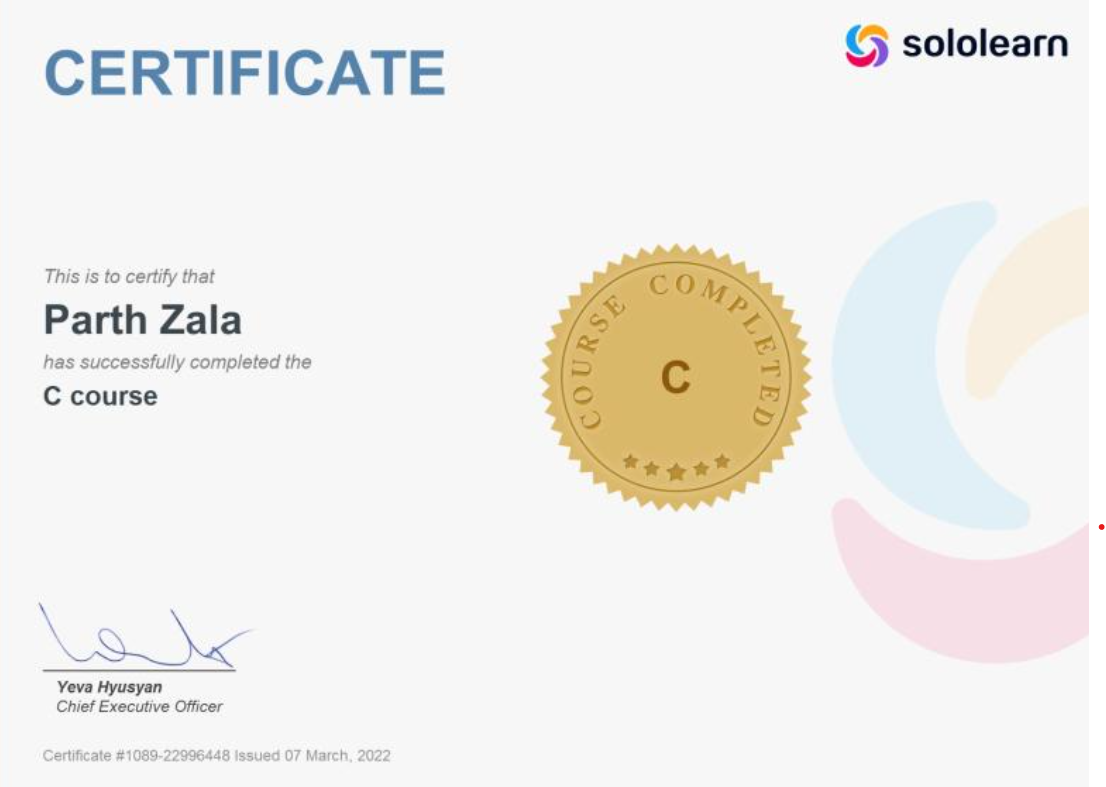 CERTIFICATE
sololearn
This is to certify that
Parth Zala
has successfully completed the
C course
COURSE COMPLETED
C
Yeva Hyusyan
Chief Executive Officer
Certificate #1089-22996448 Issued 07 March, 2022